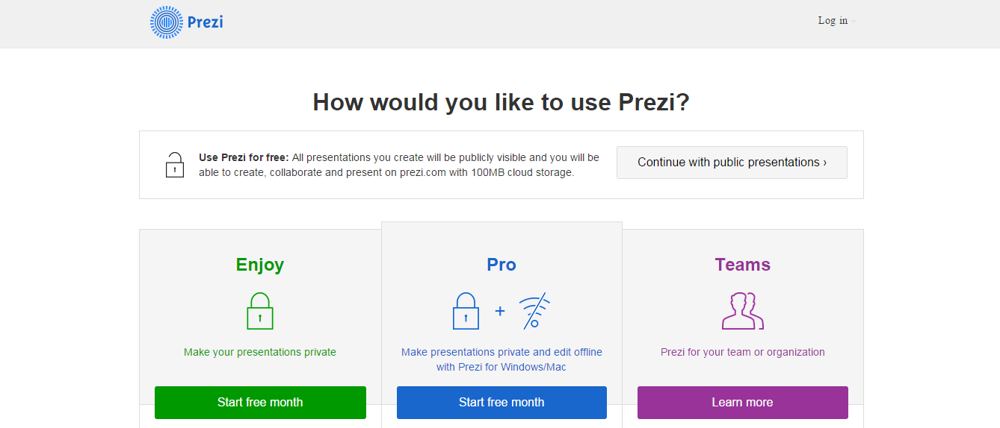 Prezi
Log in
How would you like to use Prezi?
Use Prezi for free: All presentations you create will be publicly visible and you will be
able to create, collaborate and present on prezi.com with 100MB cloud storage.
Continue with public presentations ›
Enjoy
Make your presentations private
Start free month
Pro
+
Make presentations private and edit offline
with Prezi for Windows/Mac
Start free month
Teams
Prezi for your team or organization
Learn more